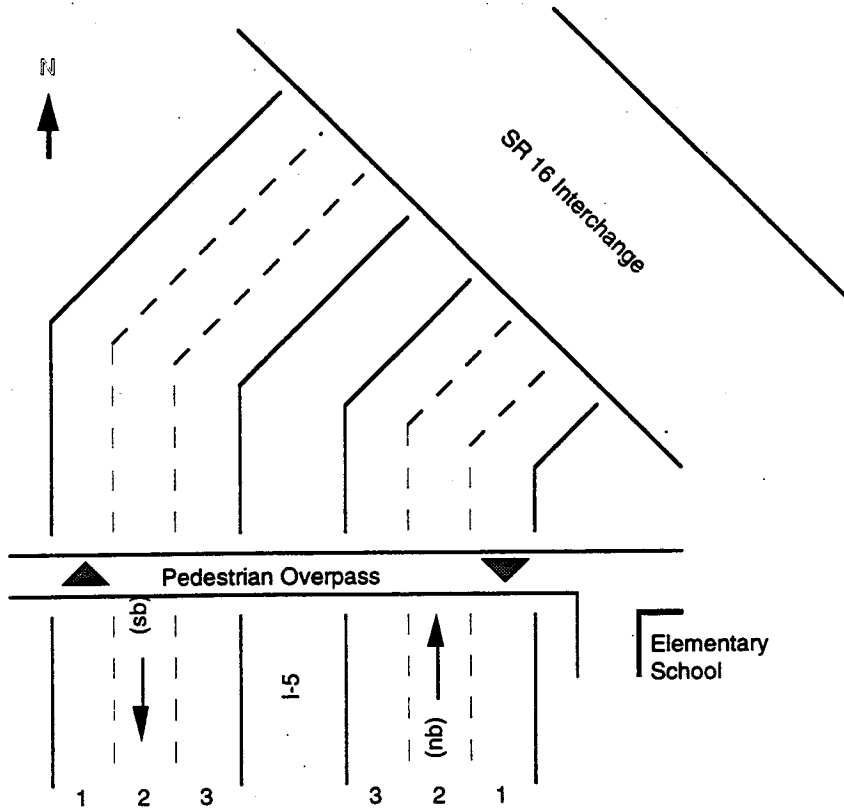 N
SR 16 Interchange
Pedestrian Overpass
(sb)
I-5
(nb)
Elementary
School
1 2 3 3 2 1